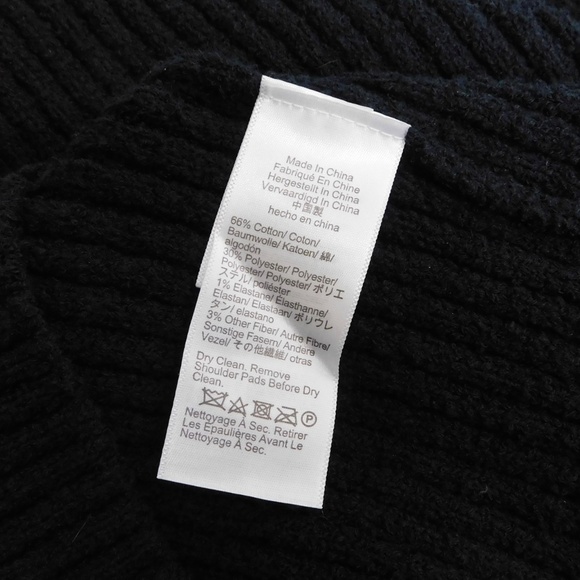 Made In China
Fabriqué En Chine
Hergestellt In China
Vervaardigd In China
中国製
hecho en china
66% Cotton/ Coton/
Baumwolle/ Katoen/ 綿/
algodón
30% Polyester/ Polyester/
Polyester/ Polyester/ ポリエ
ステル/ poliéster
1% Elastane/ Élasthanne/
Elastan/ Elastaan/ ポリウレ
タン/ elastano
3% Other Fiber/ Autre Fibre/
Sonstige Fasern/ Andere
Vezel/ その他繊維/ otras
Dry Clean. Remove
Shoulder Pads Before Dry
Clean.
P
Nettoyage À Sec. Retirer
Les Épaulières Avant Le
Nettoyage À Sec.